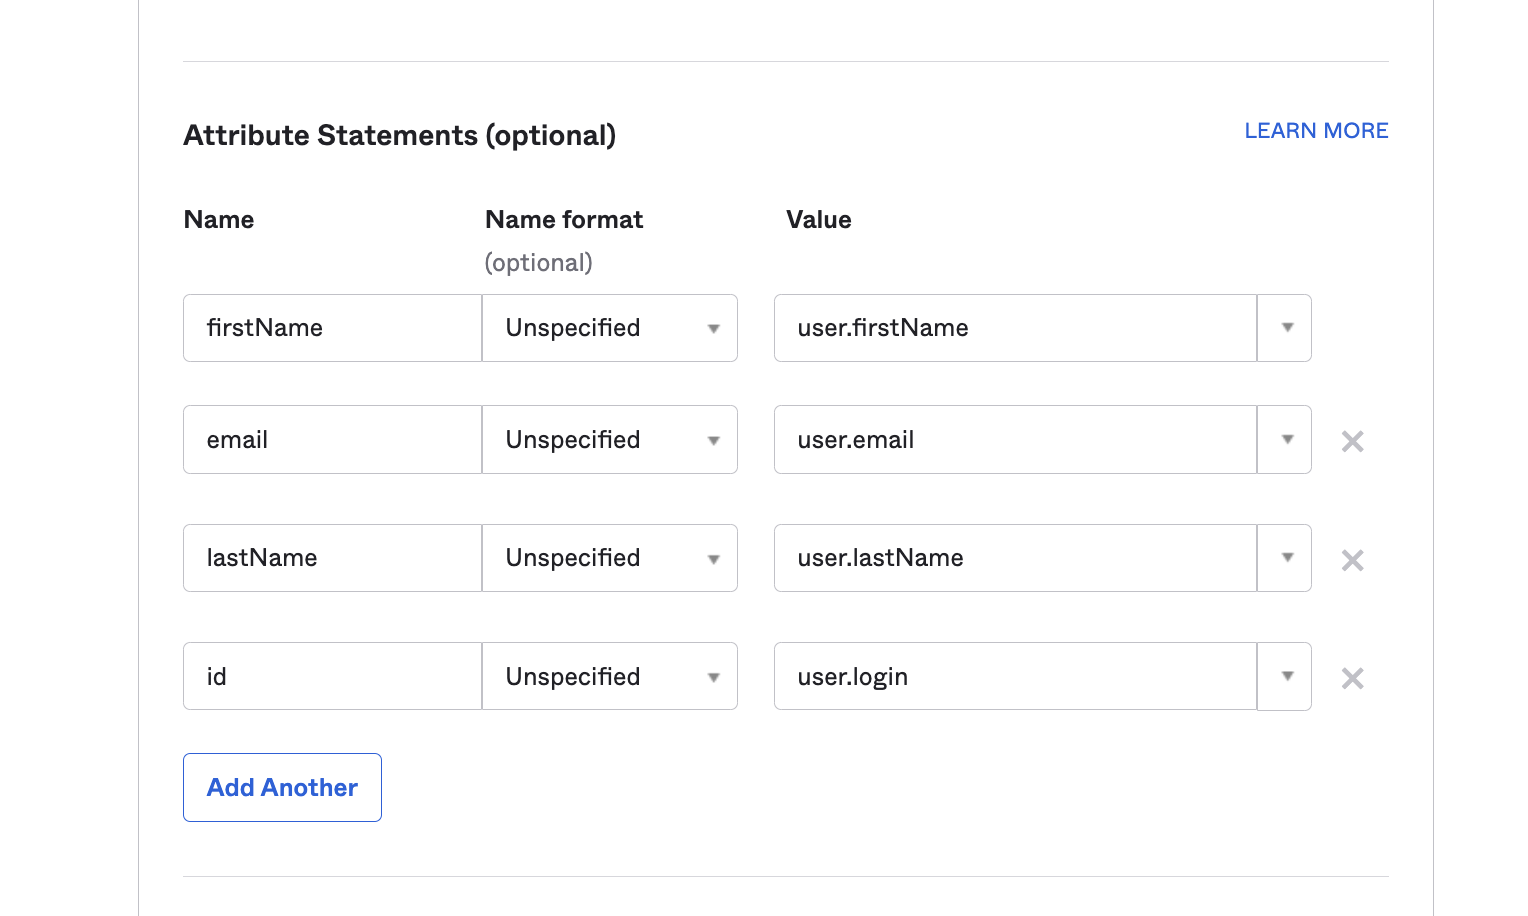 Attribute Statements (optional)
LEARN MORE
Name
Name format
(optional)
Value
firstName
Unspecified
user.firstName
email
Unspecified
user.email
lastName
Unspecified
user.lastName
id
Unspecified
user.login
Add Another